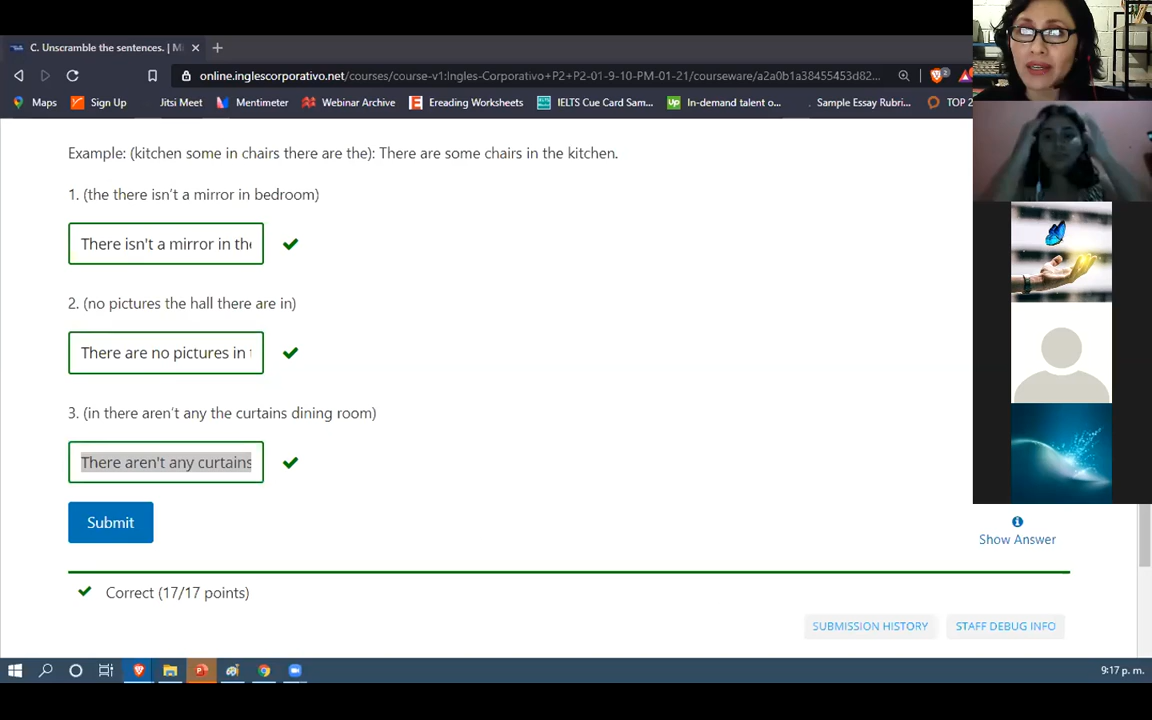 C. Unscramble the sentences. | M
online.inglescorporativo.net/courses/course-v1:Ingles-Corporativo+P2+P2-01-9-10-PM-01-21/courseware/a2a0b1a38455453d82...
Maps Sign Up Jitsi Meet Mentimeter Webinar Archive Ereading Worksheets IELTS Cue Card Sam... In-demand talent o... Sample Essay Rubri... TOP 2
Example: (kitchen some in chairs there are the): There are some chairs in the kitchen.
1. (the there isn't a mirror in bedroom)
There isn't a mirror in the
2. (no pictures the hall there are in)
There are no pictures in
3. (in there aren't any the curtains dining room)
There aren't any curtains
Submit
Show Answer
Correct (17/17 points)
SUBMISSION HISTORY STAFF DEBUG INFO
9:17 p. m.